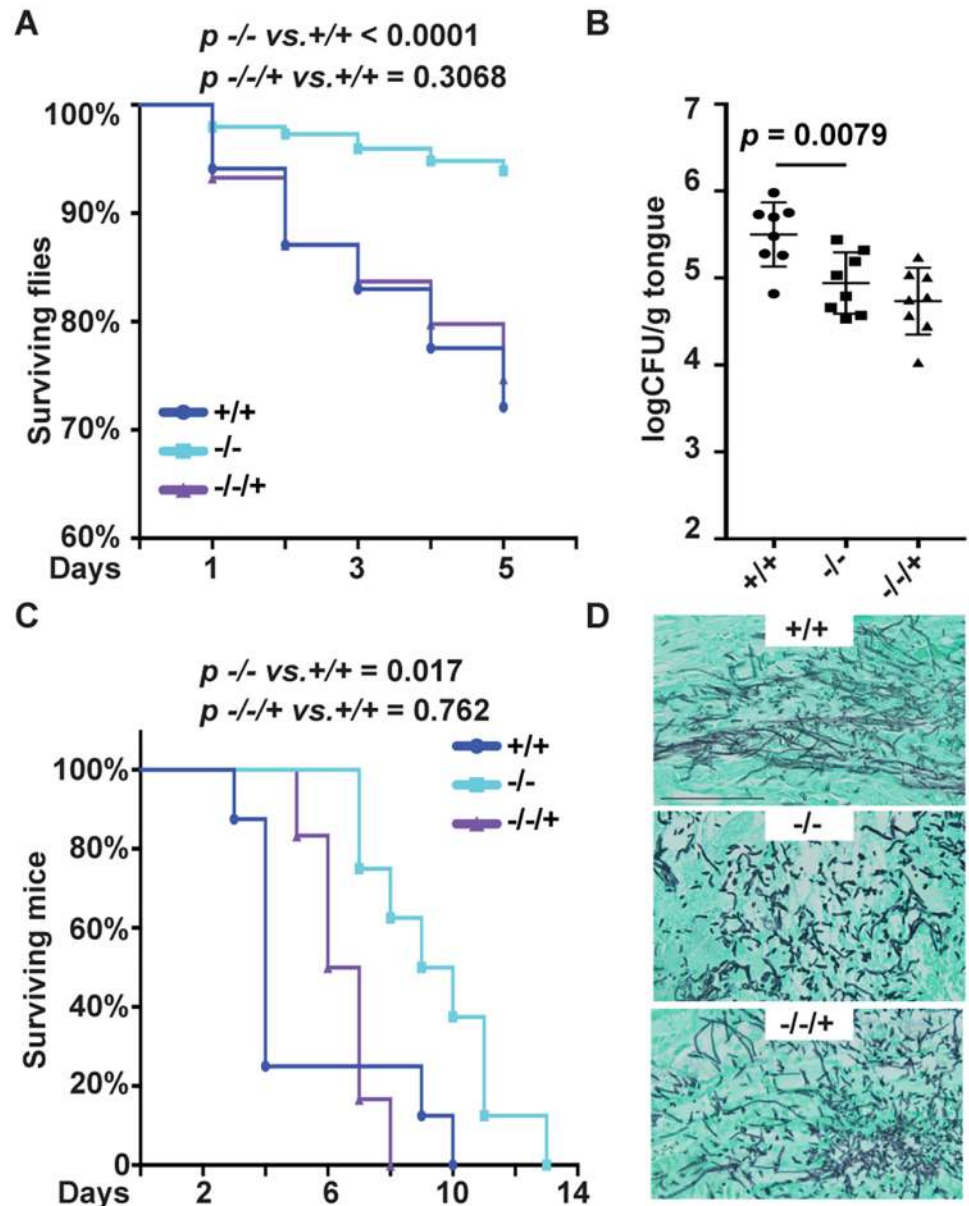 A
p -/- vs.+/+ < 0.0001
p -/-/+ vs.+/+ = 0.3068
100%
90%
80%
70%
60%
Surviving flies
+/+
-/-
-/-/+
Days 1 3 5
B
p = 0.0079
7
6
5
4
3
2
logCFU/g tongue
+/+ -/- -/-/+
C
p -/- vs.+/+ = 0.017
p -/-/+ vs.+/+ = 0.762
+/+
-/-
-/-/+
100%
80%
60%
40%
20%
0
Surviving mice
Days 2 6 10 14
D
+/+
-/-
-/-/+